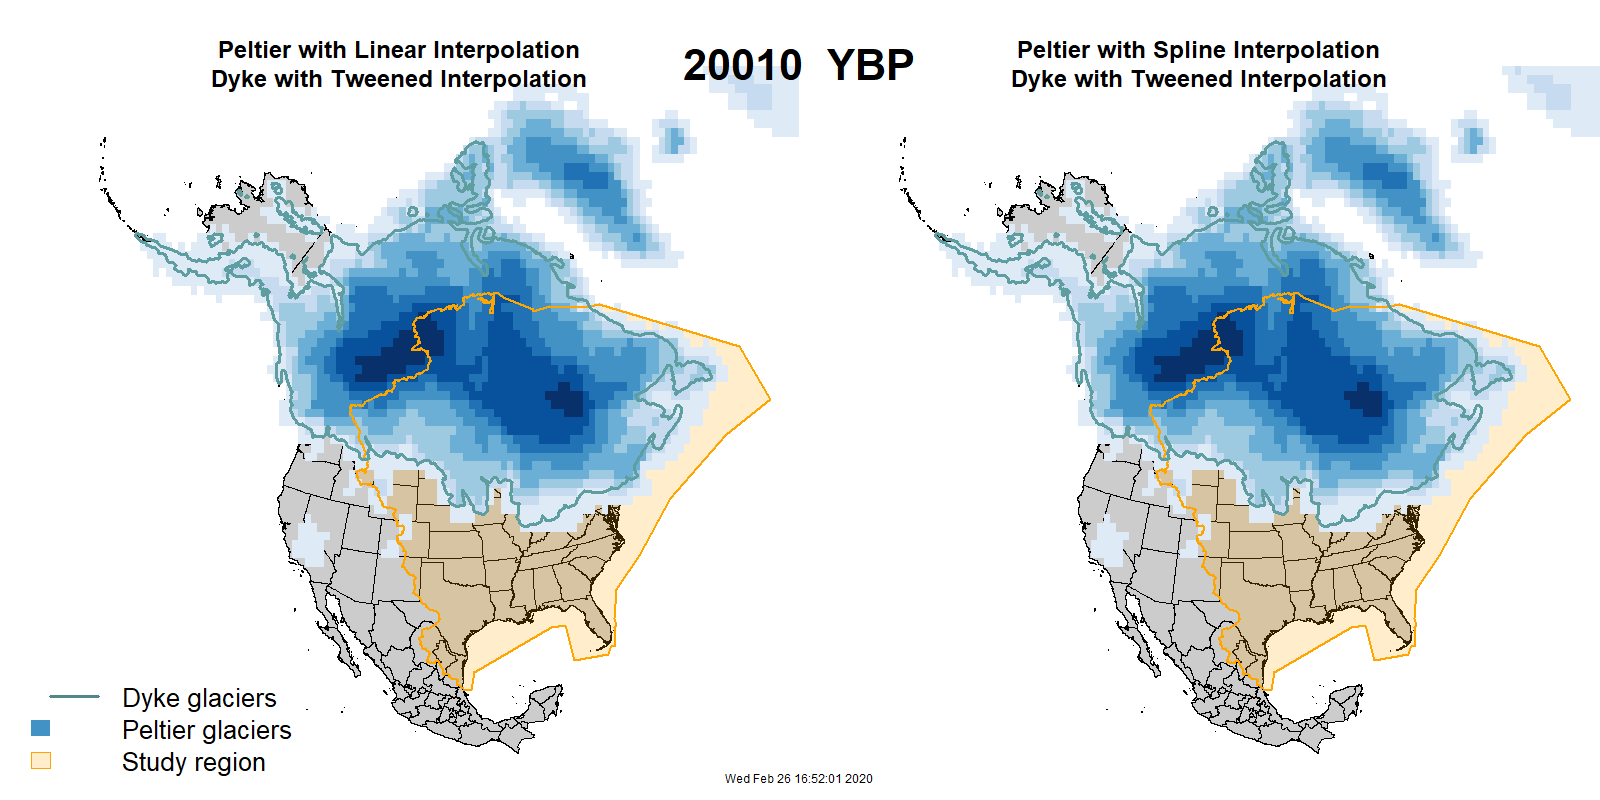 Peltier with Linear Interpolation
Dyke with Tweened Interpolation
20010 YBP
Peltier with Spline Interpolation
Dyke with Tweened Interpolation
Dyke glaciers
Peltier glaciers
Study region
Wed Feb 26 16:52:01 2020